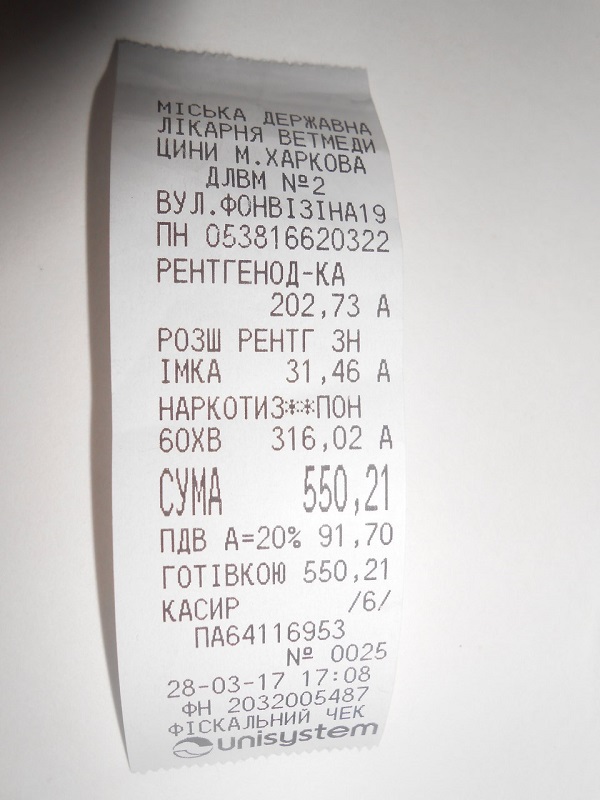 МІСЬКА ДЕРЖАВНА
ЛІКАРНЯ ВЕТМЕДИ
ЦИНИ М.ХАРКОВА
ДЛВМ №2
ВУЛ.ФОНВІЗІНА19
ПН 053816620322
РЕНТГЕНОД-КА
202,73 А
РОЗШ РЕНТГ ЗН
ІМКА 31,46 А
НАРКОТИЗ**ПОН
60ХВ 316,02 А
СУМА 550,21
ПДВ А=20% 91,70
ГОТІВКОЮ 550,21
КАСИР /6/
ПА64116953
№ 0025
28-03-17 17:08
ФН 2032005487
ФІСКАЛЬНИЙ ЧЕК
unisystem